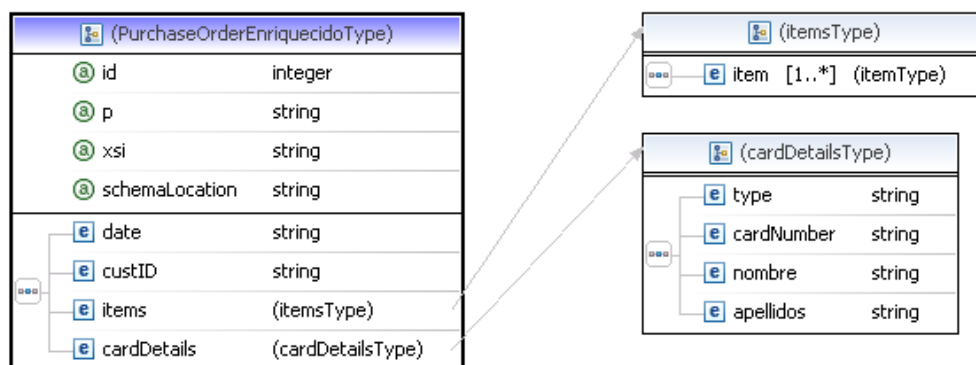 (PurchaseOrderEnriquecidoType)
a id integer
a p string
a xsi string
a schemaLocation string
e date string
e custID string
e items (itemsType)
e cardDetails (cardDetailsType)
(itemsType)
e item [1..*] (itemType)
(cardDetailsType)
e type string
e cardNumber string
e nombre string
e apellidos string